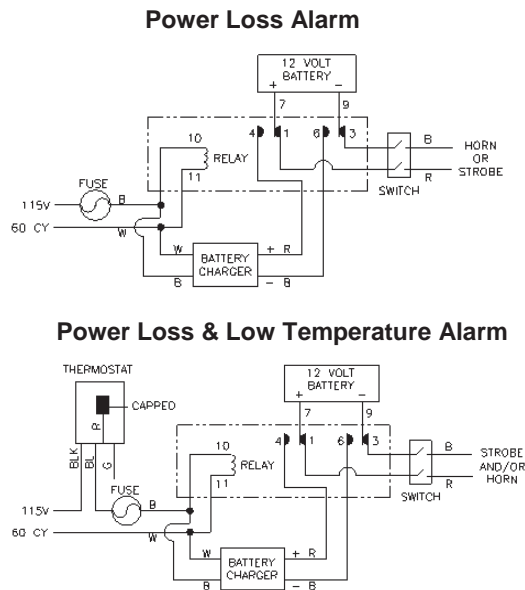 Power Loss Alarm
12 VOLT
BATTERY
+ −
7 9
4 1 6 3
10
RELAY
11
B
HORN
OR
STROBE
R
SWITCH
FUSE
115V
B
60 CY
W
W
+ R
BATTERY
CHARGER
B
− B
Power Loss & Low Temperature Alarm
THERMOSTAT
CAPPED
R
BLK
BL
G
12 VOLT
BATTERY
+ −
7 9
4 1 6 3
10
RELAY
11
B
STROBE
AND/OR
HORN
R
SWITCH
FUSE
115V
B
60 CY
W
W
+ R
BATTERY
CHARGER
B
− B